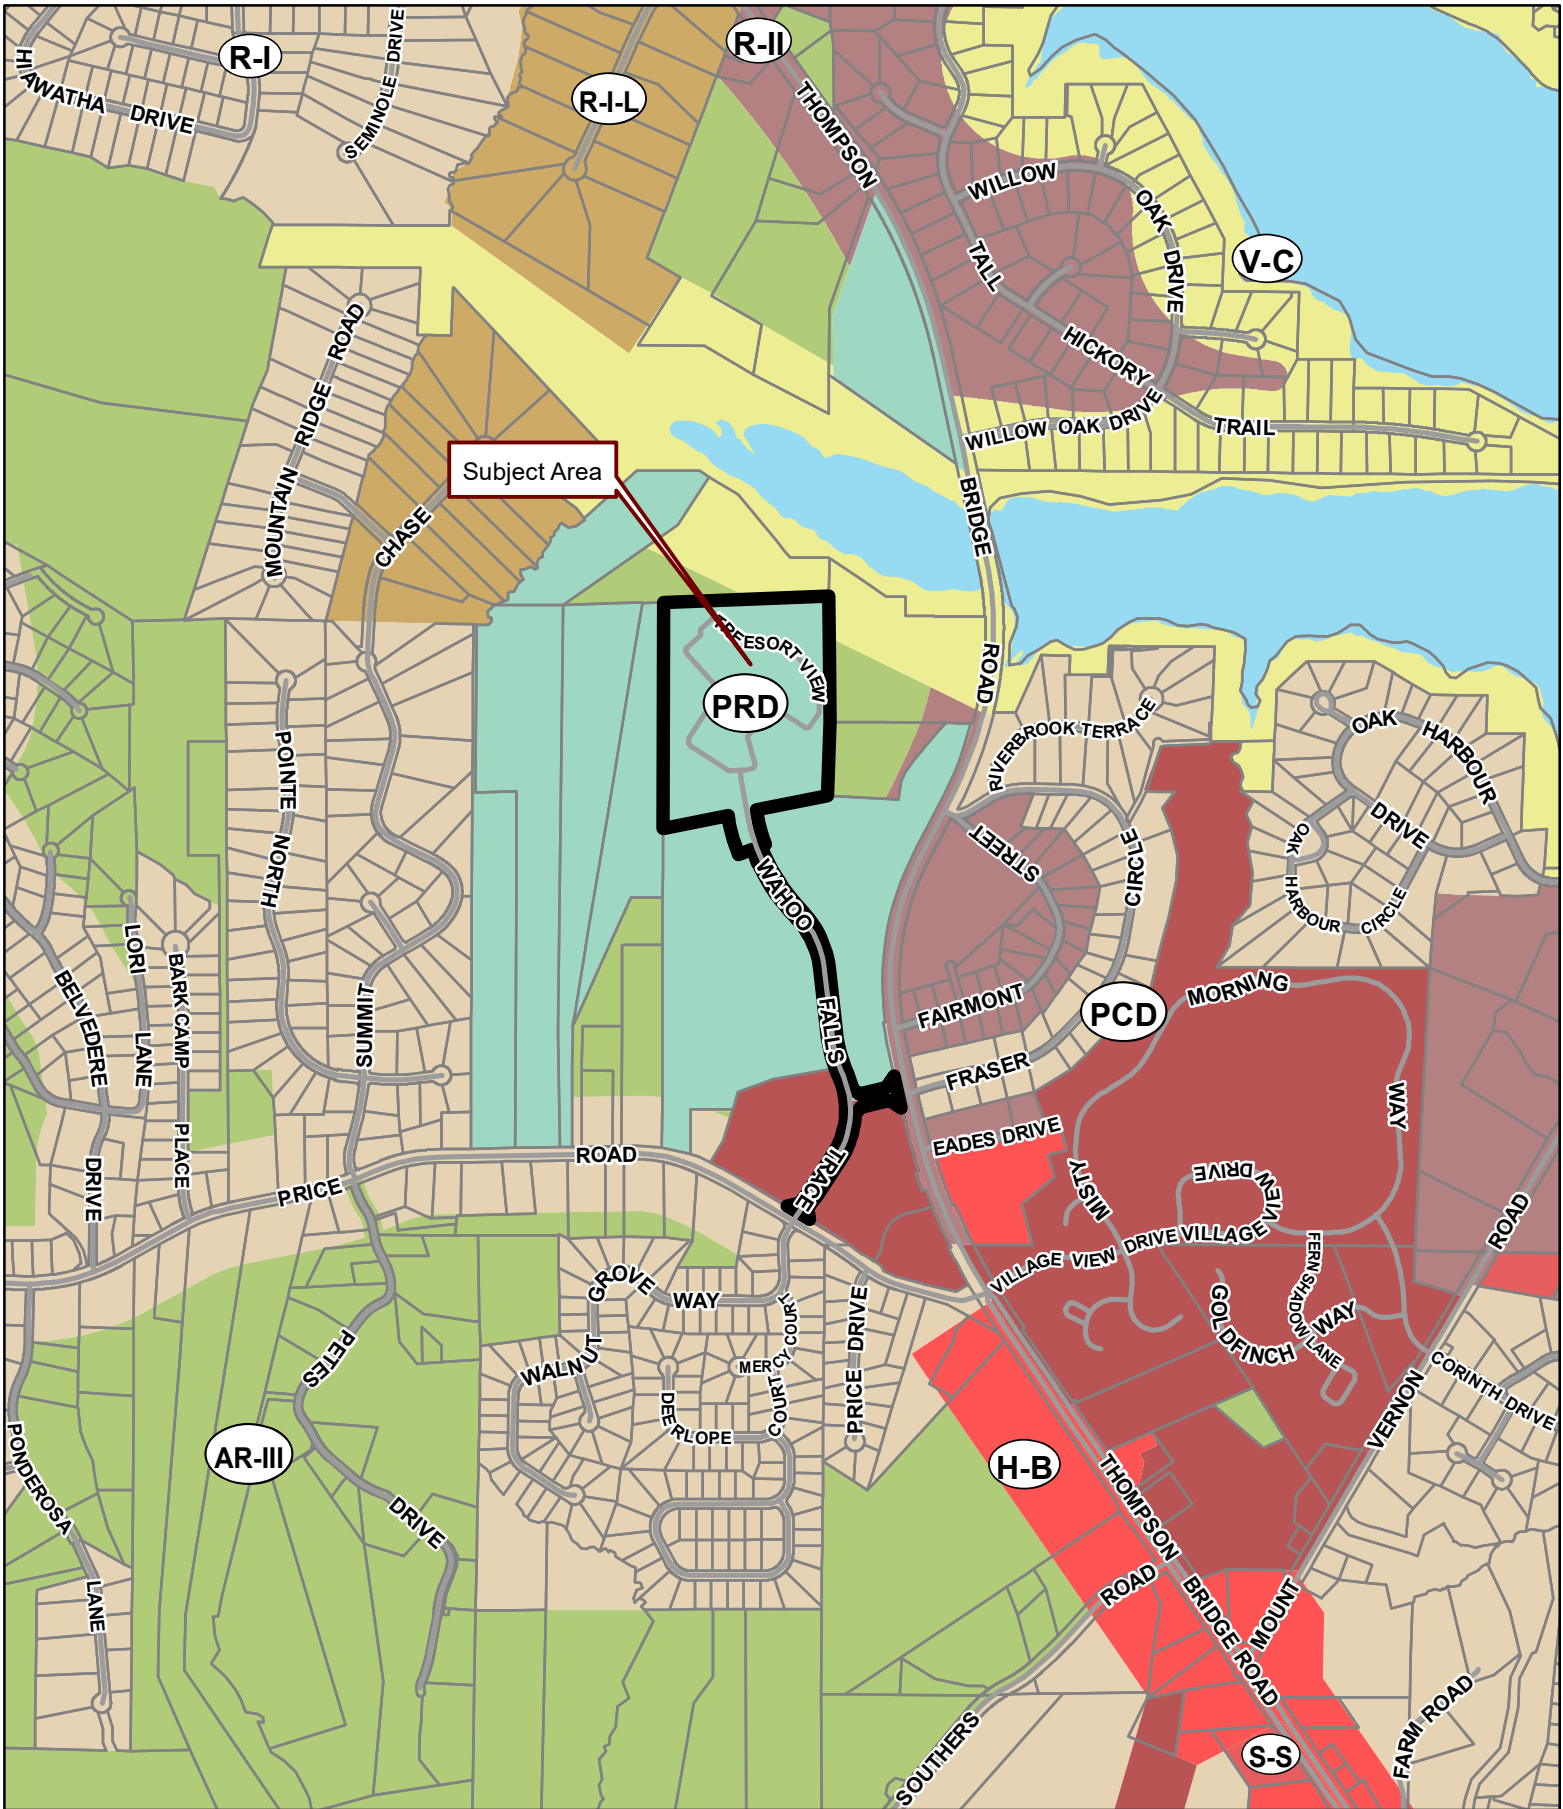 R-I
SEMINOLE DRIVE
HIAWATHA DRIVE
R-I-L
R-II
THOMPSON
BRIDGE
ROAD
WILLOW
OAK
DRIVE
V-C
TALL
HICKORY
TRAIL
WILLOW OAK DRIVE
MOUNTAIN RIDGE ROAD
CHASE
Subject Area
TREESORT VIEW
PRD
RIVERBROOK TERRACE
OAK HARBOUR
DRIVE
OAK
HARBOUR
CIRCLE
STREET
CIRCLE
POINTE
NORTH
WAHOO
FALLS
TRACE
LORI
LANE
BARK CAMP
PLACE
BELVEDERE
DRIVE
SUMMIT
FAIRMONT
PCD
MORNING
WAY
FRASER
EADES DRIVE
MISTY
PRICE
ROAD
DRIVE
VIEW
VILLAGE
VILLAGE VIEW DRIVE
ROAD
FERN SHADOW LANE
GOLDFINCH
WAY
VERNON
CORINTH DRIVE
GROVE
WAY
WALNUT
MERCY COURT
COURT
DEERLOPE
PRICE DRIVE
PETES
DRIVE
AR-III
PONDEROSA
LANE
H-B
THOMPSON
BRIDGE ROAD
MOUNT
ROAD
SOUTHERS
S-S
FARM ROAD